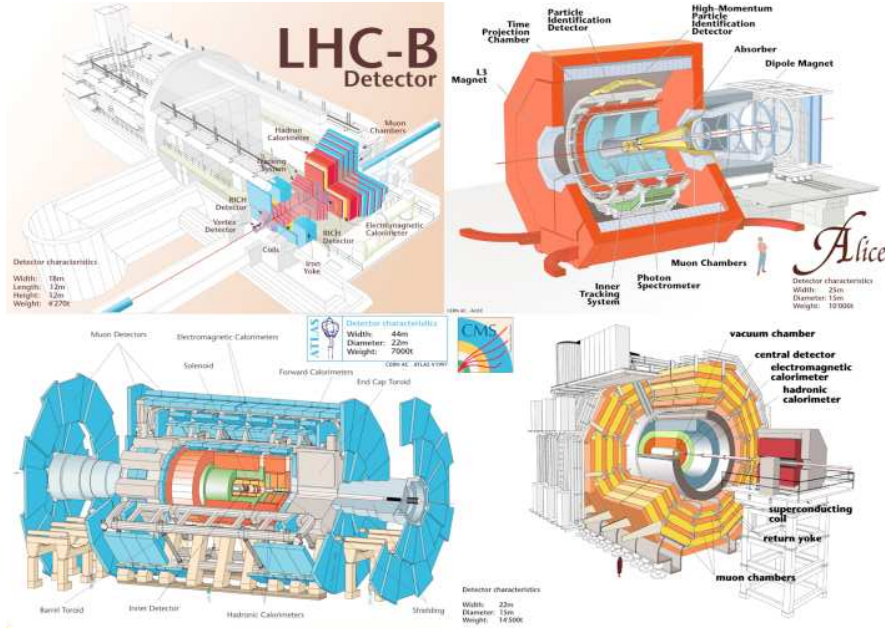 LHC-B
Detector
Hadron
Calorimeter
Muon
Chambers
Tracking
System
RICH
Detector
Vertex
Detector
Coils
Iron
Yoke
RICH
Detector
Electromagnetic
Calorimeter
Detector characteristics
Width: 18m
Length: 12m
Height: 12m
Weight: 4'270t
High-Momentum
Particle
Identification
Detector
Particle
Identification
Detector
Time
Projection
Chamber
L3
Magnet
Absorber
Dipole Magnet
Inner
Tracking
System
Photon
Spectrometer
Muon Chambers
Alice
Detector characteristics
Width: 25m
Diameter: 15m
Weight: 10'000t
ATLAS
Detector characteristics
Width: 44m
Diameter: 22m
Weight: 7000t
CERN AC - ATLAS V1997
Muon Detectors
Electromagnetic Calorimeters
Solenoid
Forward Calorimeters
End Cap Toroid
Barrel Toroid
Inner Detector
Hadronic Calorimeters
Shielding
CMS
vacuum chamber
central detector
electromagnetic
calorimeter
hadronic
calorimeter
superconducting
coil
return yoke
muon chambers
Detector characteristics
Width: 22m
Diameter: 15m
Weight: 14'500t